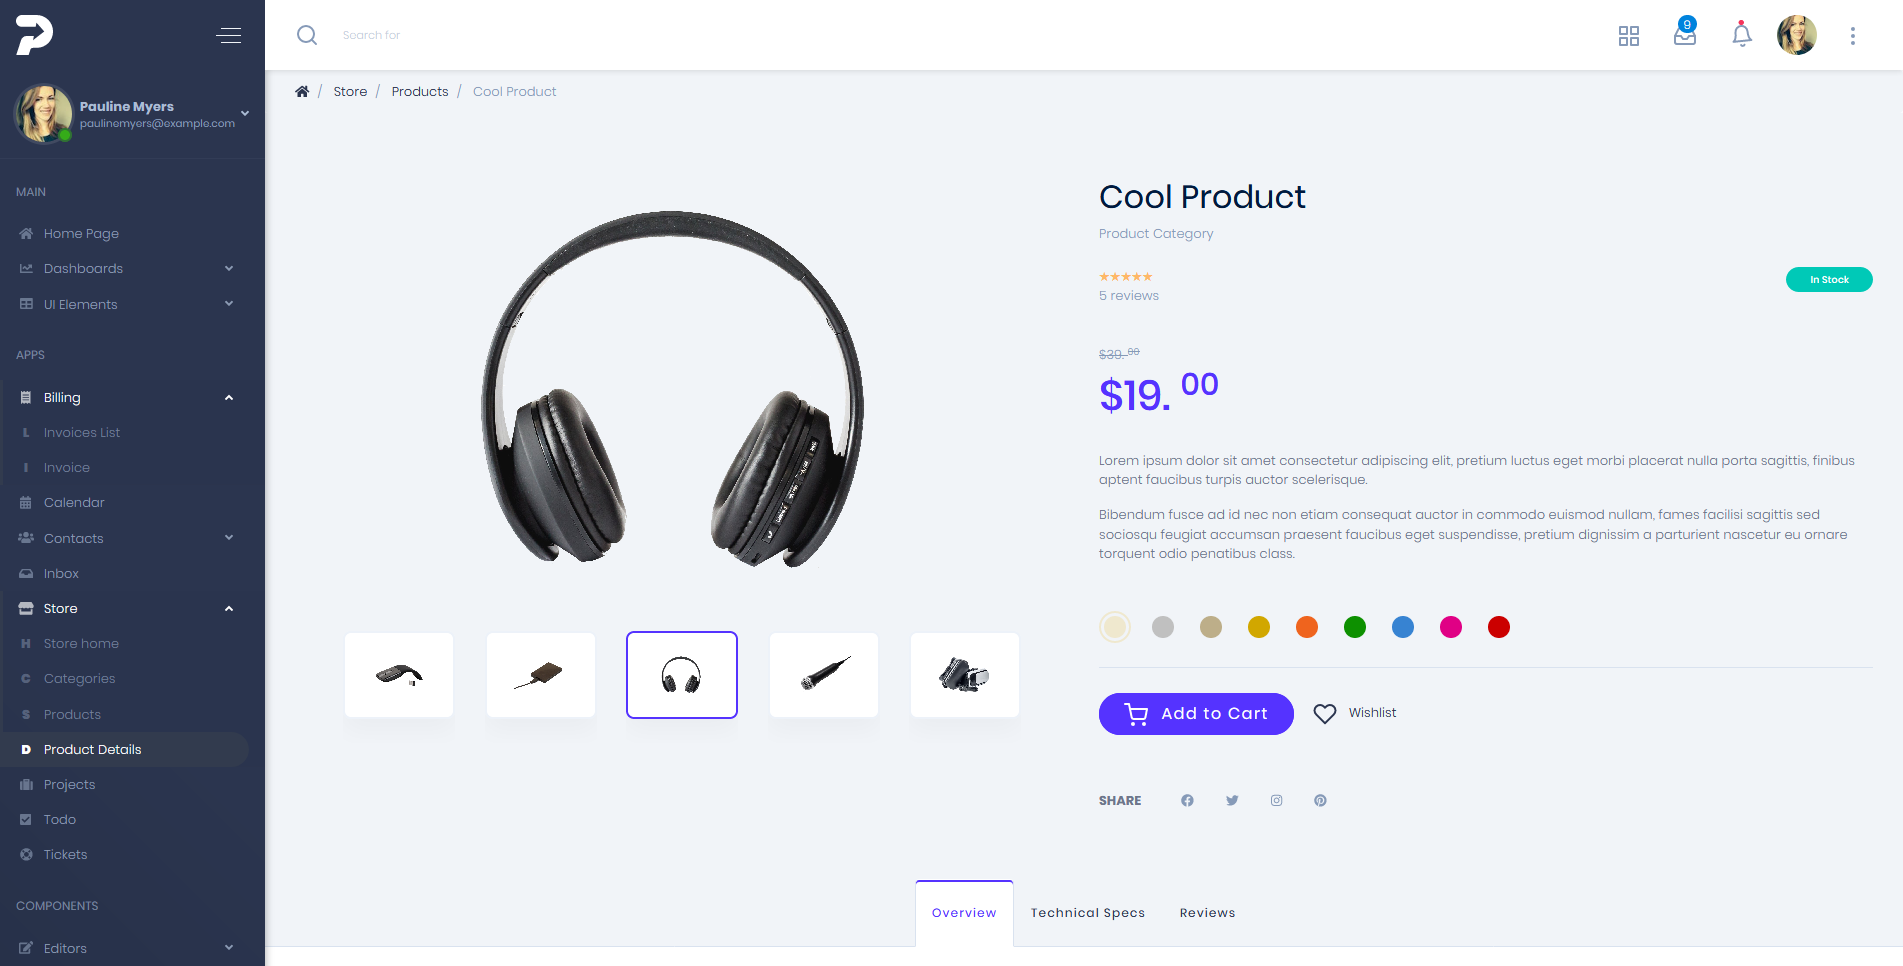 Search for
9
Pauline Myers
paulinemyers@example.com
MAIN
Home Page
Dashboards
UI Elements
APPS
Billing
L Invoices List
I Invoice
Calendar
Contacts
Inbox
Store
H Store home
C Categories
S Products
D Product Details
Projects
Todo
Tickets
COMPONENTS
Editors
/ Store / Products / Cool Product
Cool Product
Product Category
★★★★★
5 reviews
In Stock
$39.00
$19.00
Lorem ipsum dolor sit amet consectetur adipiscing elit, pretium luctus eget morbi placerat nulla porta sagittis, finibus
aptent faucibus turpis auctor scelerisque.
Bibendum fusce ad id nec non etiam consequat auctor in commodo euismod nullam, fames facilisi sagittis sed
sociosqu feugiat accumsan praesent faucibus eget suspendisse, pretium dignissim a parturient nascetur eu ornare
torquent odio penatibus class.
Add to Cart
Wishlist
SHARE
Overview
Technical Specs
Reviews